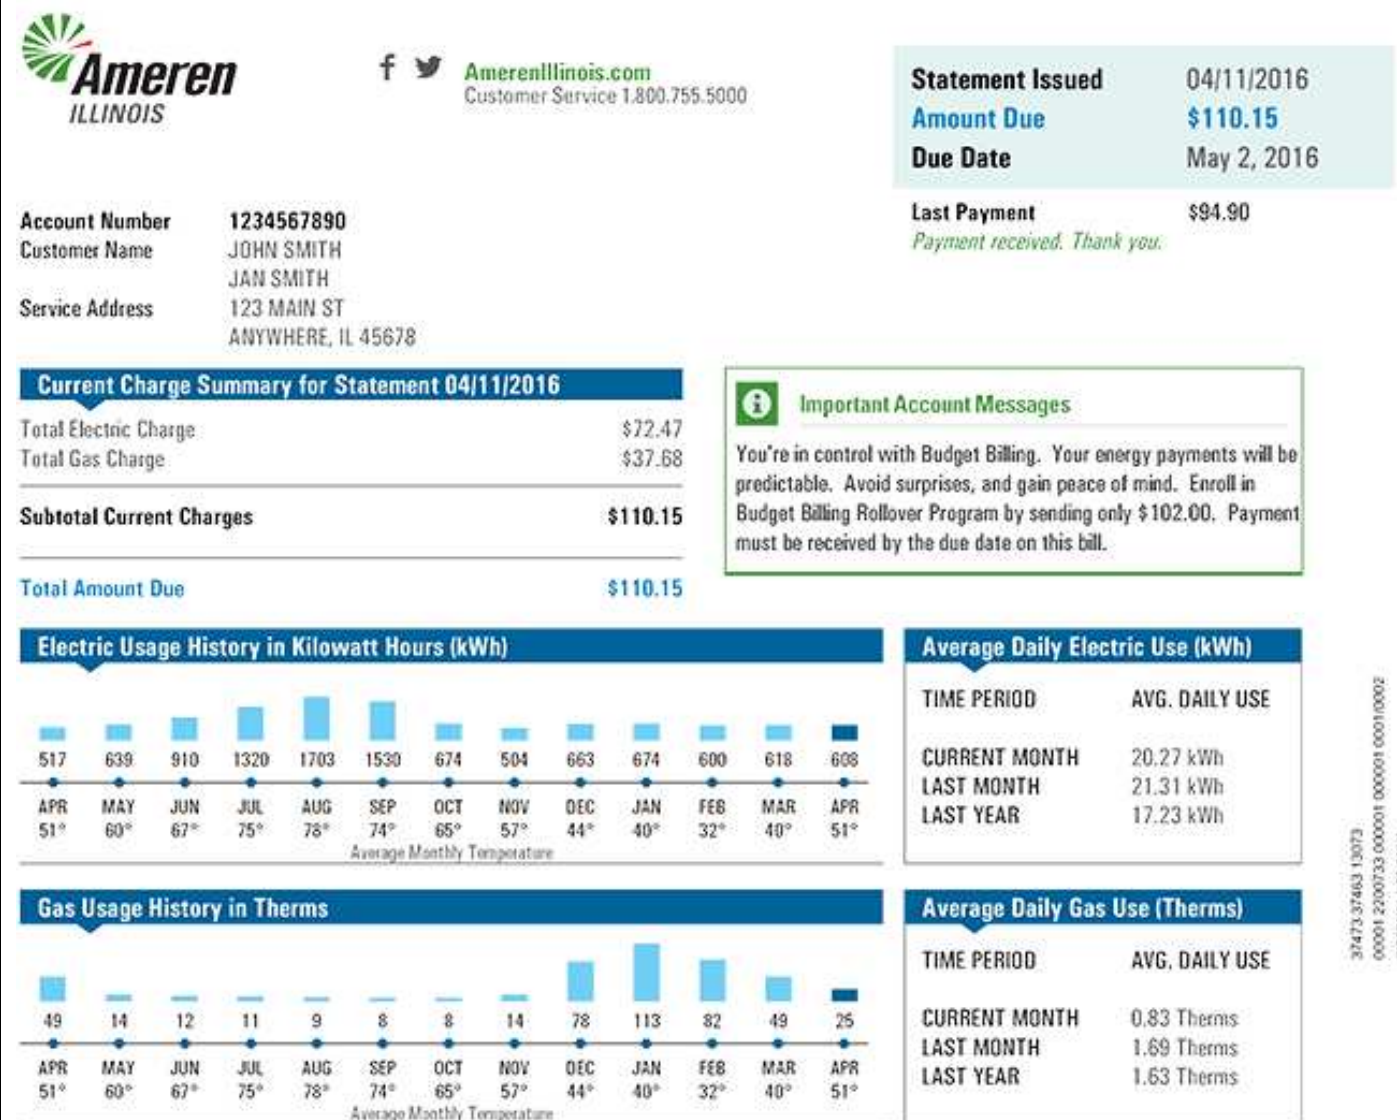 Ameren
ILLINOIS
AmerenIllinois.com
Customer Service 1.800.755.5000
Statement Issued 04/11/2016
Amount Due $110.15
Due Date May 2, 2016
Last Payment $94.90
Payment received. Thank you.
Account Number 1234567890
Customer Name JOHN SMITH
JAN SMITH
Service Address 123 MAIN ST
ANYWHERE, IL 45678
Current Charge Summary for Statement 04/11/2016
Total Electric Charge $72.47
Total Gas Charge $37.68
Subtotal Current Charges $110.15
Total Amount Due $110.15
Important Account Messages
You're in control with Budget Billing. Your energy payments will be
predictable. Avoid surprises, and gain peace of mind. Enroll in
Budget Billing Rollover Program by sending only $102.00. Payment
must be received by the due date on this bill.
Electric Usage History in Kilowatt Hours (kWh)
517 639 910 1320 1703 1530 674 504 663 674 600 618 608
APR MAY JUN JUL AUG SEP OCT NOV DEC JAN FEB MAR APR
51° 60° 67° 75° 78° 74° 65° 57° 44° 40° 32° 40° 51°
Average Monthly Temperature
Average Daily Electric Use (kWh)
TIME PERIOD AVG. DAILY USE
CURRENT MONTH 20.27 kWh
LAST MONTH 21.31 kWh
LAST YEAR 17.23 kWh
Gas Usage History in Therms
49 14 12 11 9 8 8 14 78 113 82 49 25
APR MAY JUN JUL AUG SEP OCT NOV DEC JAN FEB MAR APR
51° 60° 67° 75° 78° 74° 65° 57° 44° 40° 32° 40° 51°
Average Monthly Temperature
Average Daily Gas Use (Therms)
TIME PERIOD AVG. DAILY USE
CURRENT MONTH 0.83 Therms
LAST MONTH 1.69 Therms
LAST YEAR 1.63 Therms
37473 37463 13073
00001 2200733 000001 000001 0001/0002